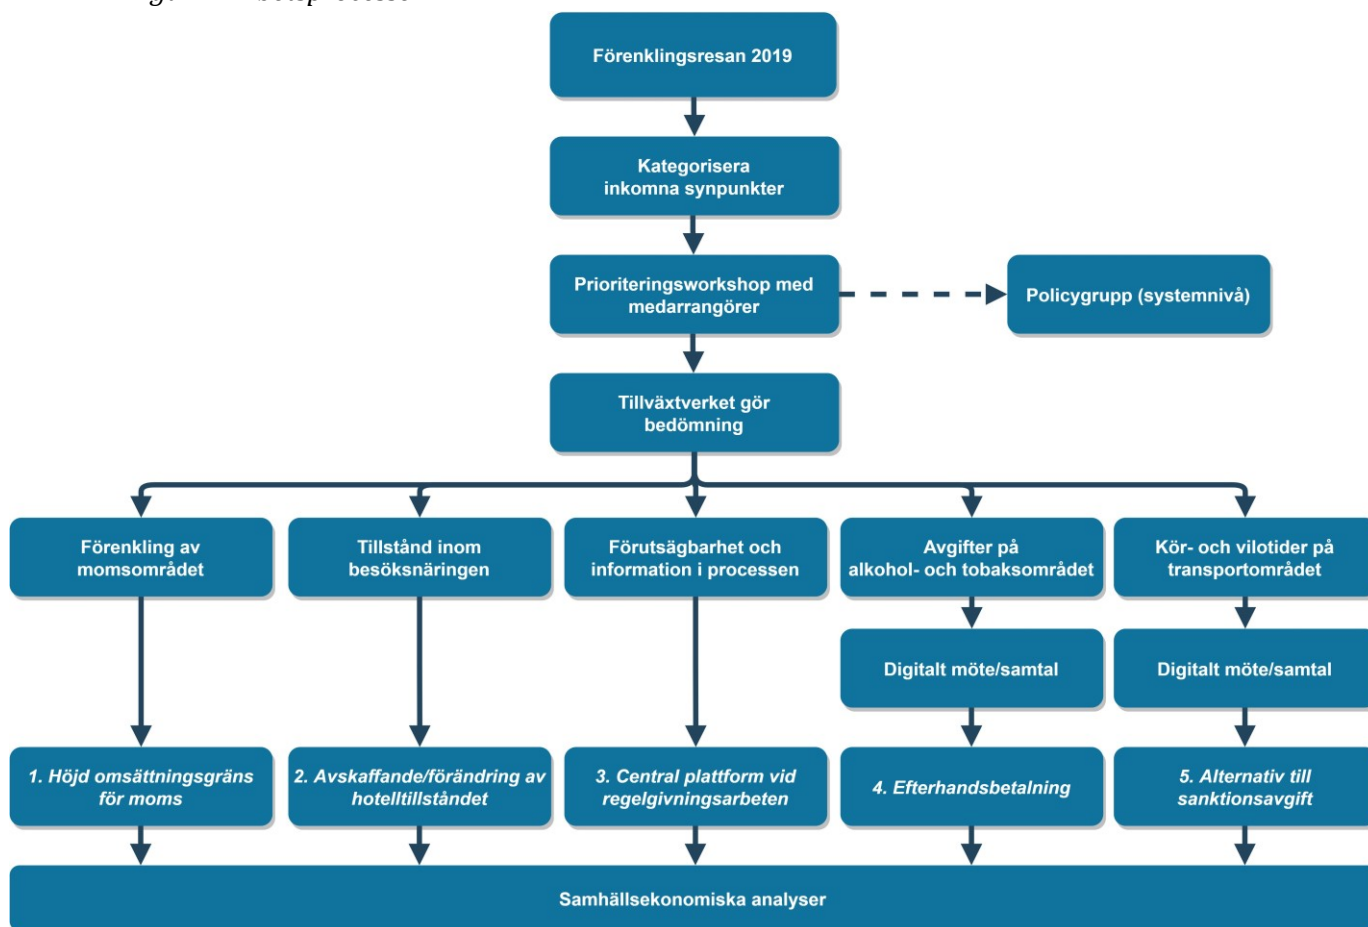 Förenklingsresan 2019
Kategorisera
inkomna synpunkter
Prioriteringsworkshop med
medarrangörer
Policygrupp (systemnivå)
Tillväxtverket gör
bedömning
Förenkling av
momsområdet
Tillstånd inom
besöksnäringen
Förutsägbarhet och
information i processen
Avgifter på
alkohol- och tobaksområdet
Kör- och vilotider på
transportområdet
Digitalt möte/samtal
Digitalt möte/samtal
1. Höjd omsättningsgräns
för moms
2. Avskaffande/förändring av
hotelltillståndet
3. Central plattform vid
regelgivningsarbeten
4. Efterhandsbetalning
5. Alternativ till
sanktionsavgift
Samhällsekonomiska analyser